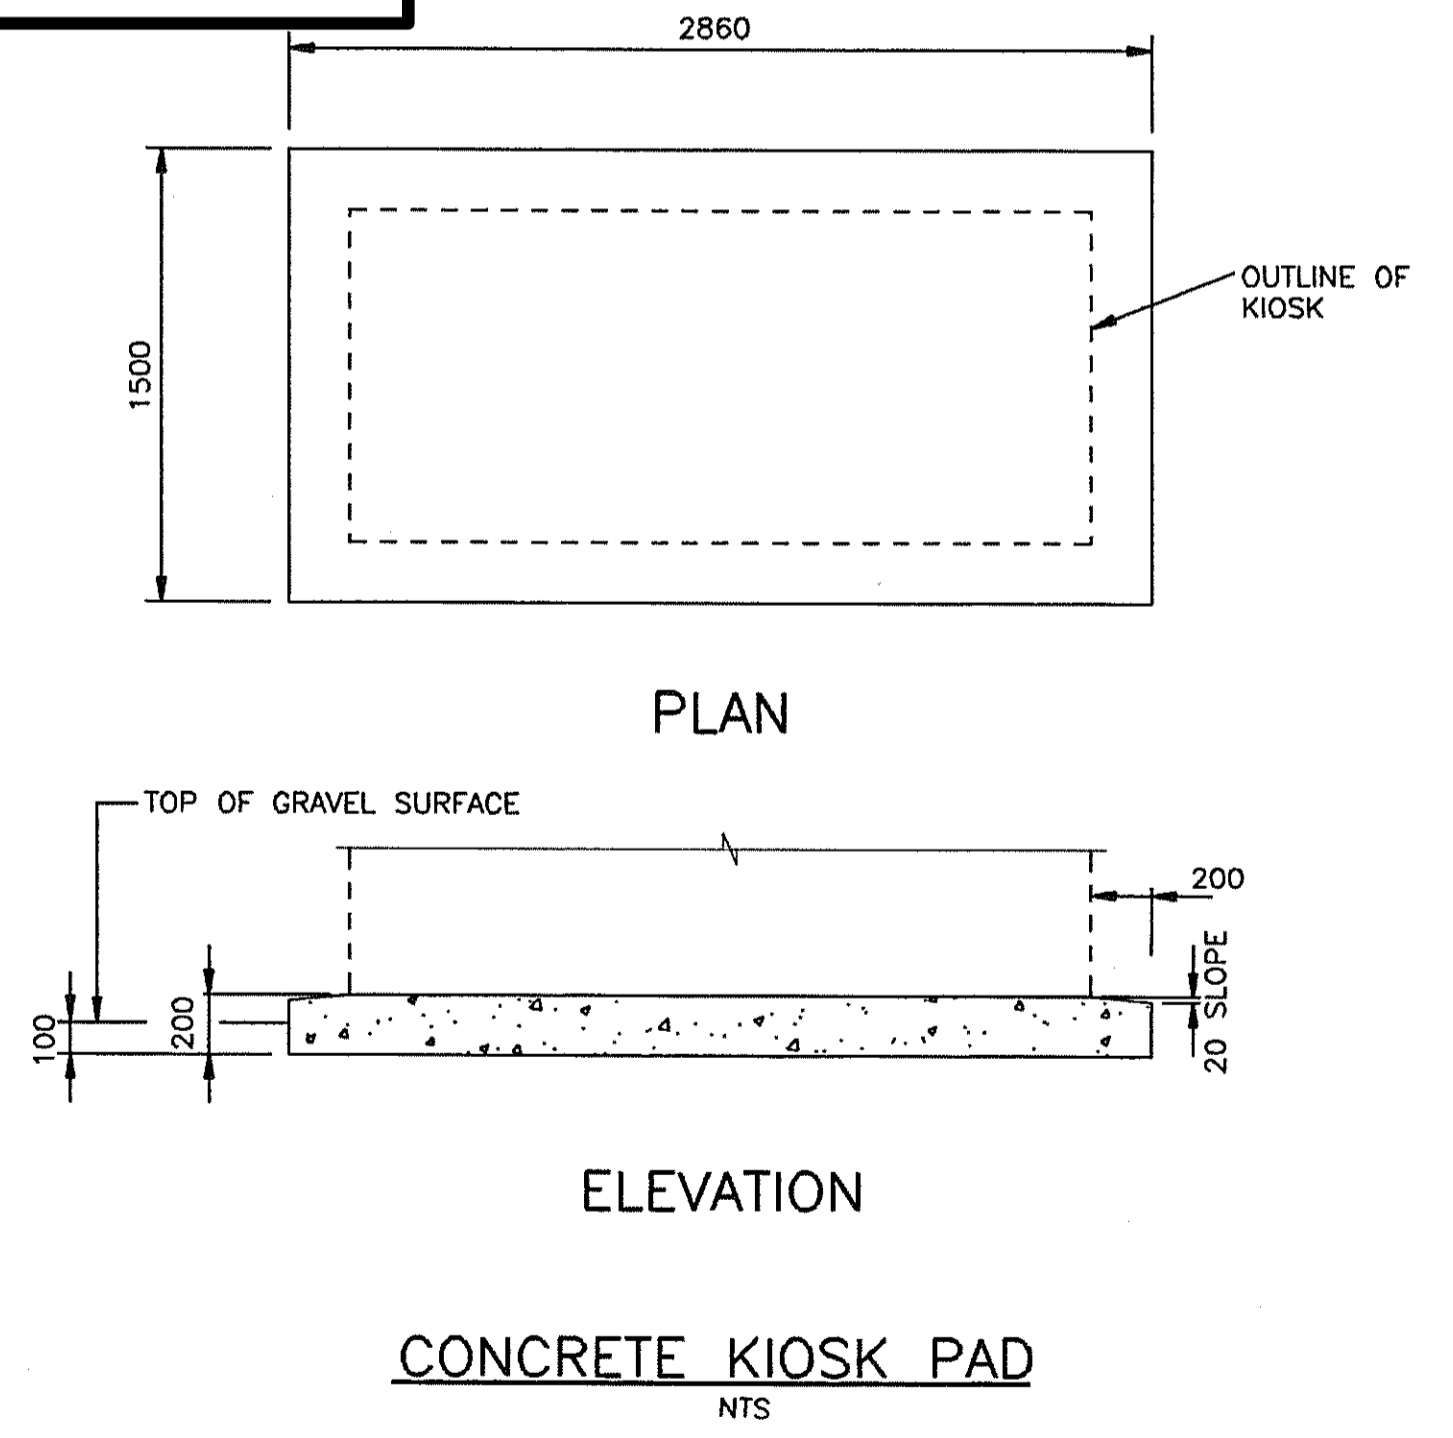 2860
1500
OUTLINE OF
KIOSK
PLAN
TOP OF GRAVEL SURFACE
200
100
200
20 SLOPE
ELEVATION
CONCRETE KIOSK PAD
NTS